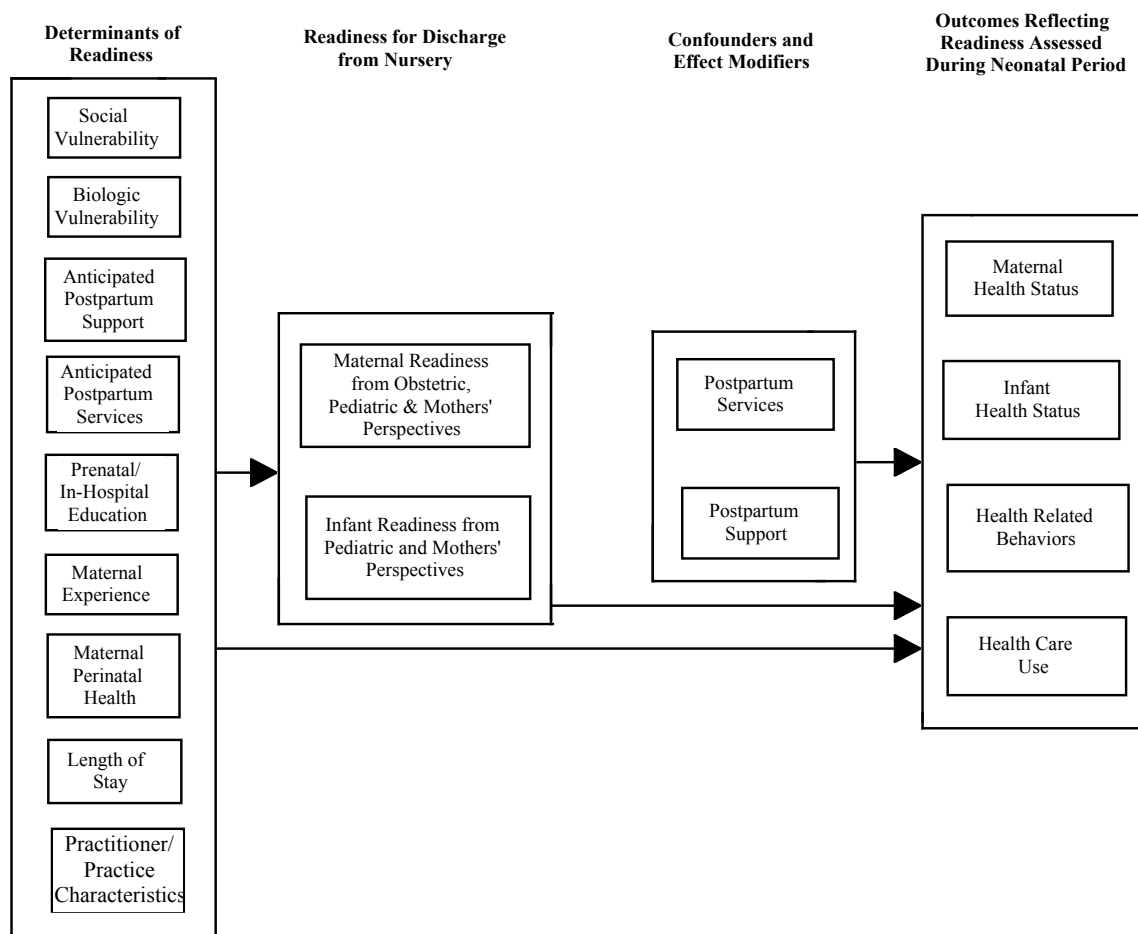 Determinants of
Readiness
Social
Vulnerability
Biologic
Vulnerability
Anticipated
Postpartum
Support
Anticipated
Postpartum
Services
Prenatal/
In-Hospital
Education
Maternal
Experience
Maternal
Perinatal
Health
Length of
Stay
Practitioner/
Practice
Characteristics
Readiness for Discharge
from Nursery
Maternal Readiness
from Obstetric,
Pediatric & Mothers'
Perspectives
Infant Readiness from
Pediatric and Mothers'
Perspectives
Confounders and
Effect Modifiers
Postpartum
Services
Postpartum
Support
Outcomes Reflecting
Readiness Assessed
During Neonatal Period
Maternal
Health Status
Infant
Health Status
Health Related
Behaviors
Health Care
Use